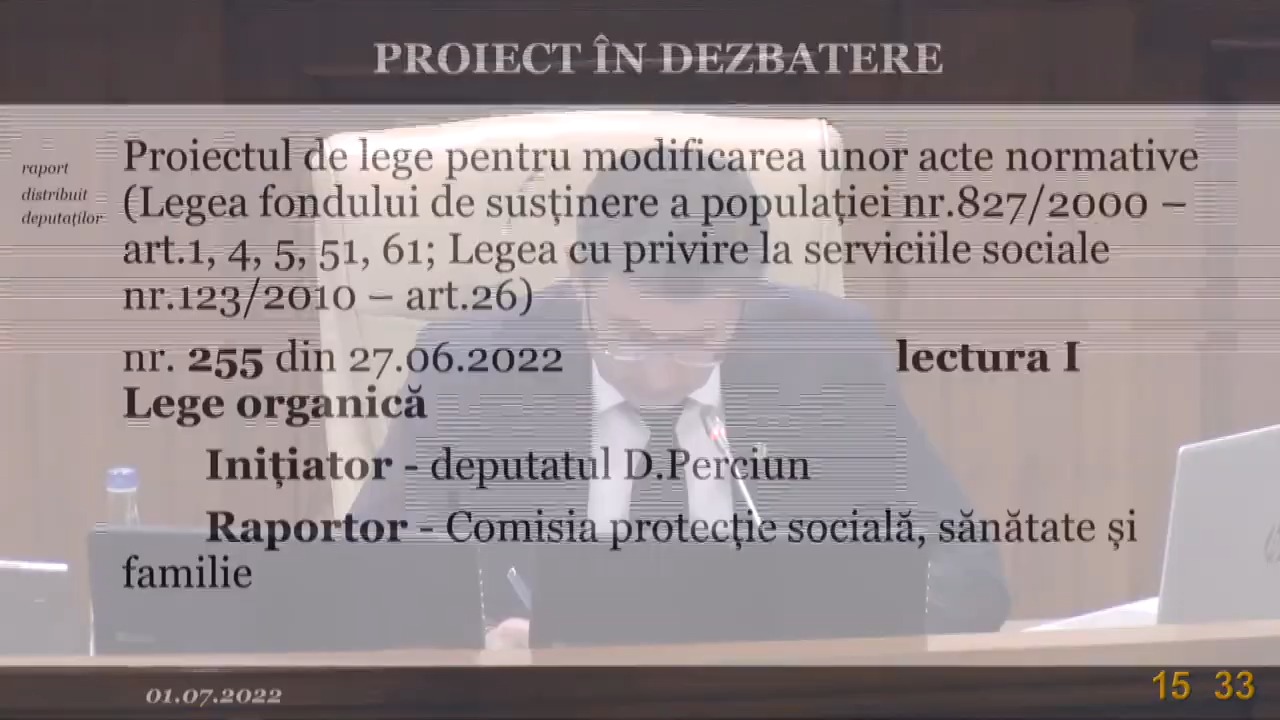 PROIECT ÎN DEZBATERE
raport
distribuit
deputaților
Proiectul de lege pentru modificarea unor acte normative
(Legea fondului de susținere a populației nr.827/2000 –
art.1, 4, 5, 51, 61; Legea cu privire la serviciile sociale
nr.123/2010 – art.26)
nr. 255 din 27.06.2022 lectura I
Lege organică
Inițiator - deputatul D.Perciun
Raportor - Comisia protecție socială, sănătate și
familie
01.07.2022
15 33